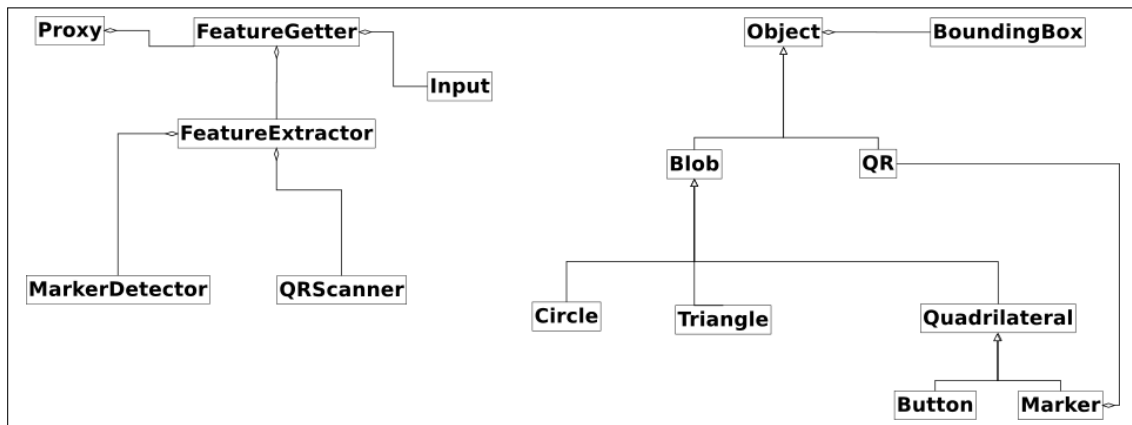 Proxy
FeatureGetter
Object
BoundingBox
Input
FeatureExtractor
Blob
QR
MarkerDetector
QRScanner
Circle
Triangle
Quadrilateral
Button
Marker